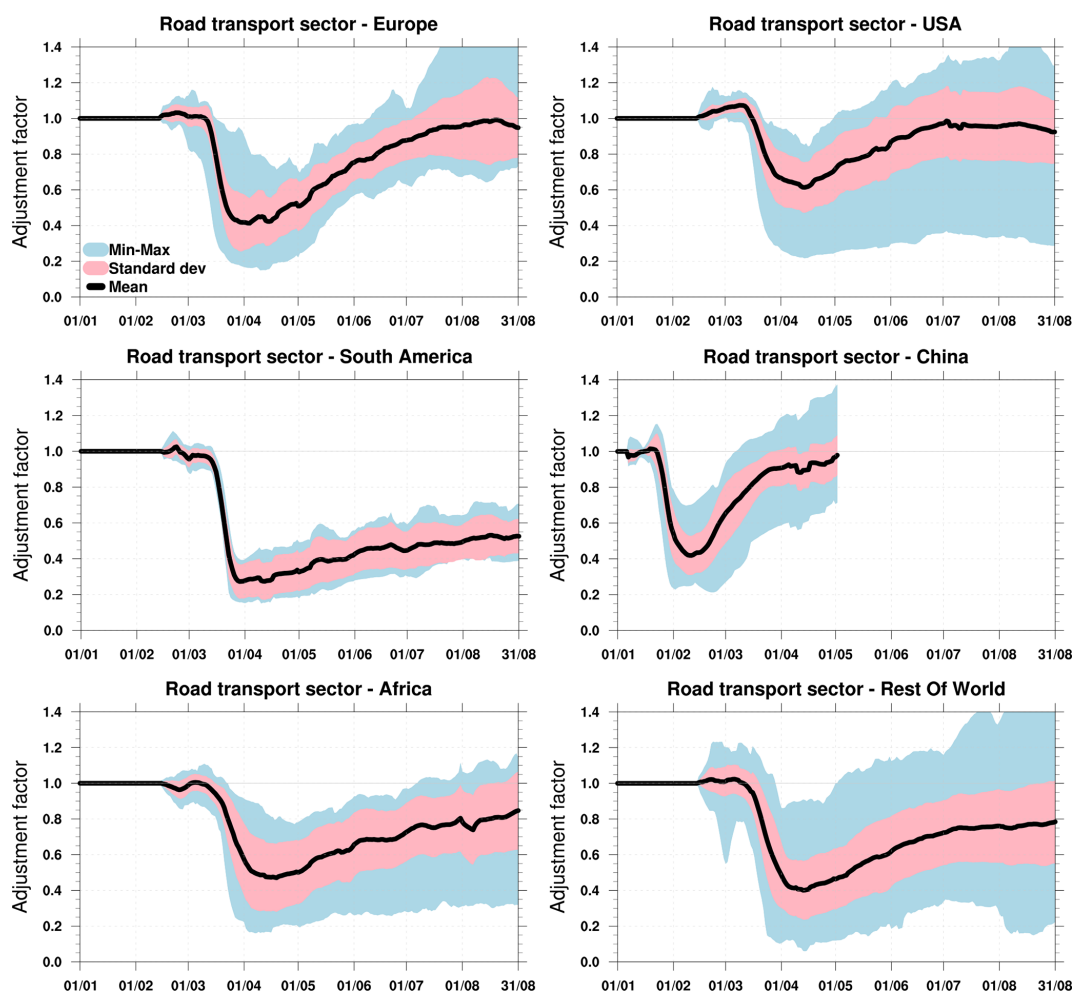 Road transport sector - Europe
Adjustment factor
1.4
1.2
1.0
0.8
0.6
0.4
0.2
0.0
Min-Max
Standard dev
Mean
01/01 01/02 01/03 01/04 01/05 01/06 01/07 01/08 31/08
Road transport sector - USA
Adjustment factor
1.4
1.2
1.0
0.8
0.6
0.4
0.2
0.0
01/01 01/02 01/03 01/04 01/05 01/06 01/07 01/08 31/08
Road transport sector - South America
Adjustment factor
1.4
1.2
1.0
0.8
0.6
0.4
0.2
0.0
01/01 01/02 01/03 01/04 01/05 01/06 01/07 01/08 31/08
Road transport sector - China
Adjustment factor
1.4
1.2
1.0
0.8
0.6
0.4
0.2
0.0
01/01 01/02 01/03 01/04 01/05 01/06 01/07 01/08 31/08
Road transport sector - Africa
Adjustment factor
1.4
1.2
1.0
0.8
0.6
0.4
0.2
0.0
01/01 01/02 01/03 01/04 01/05 01/06 01/07 01/08 31/08
Road transport sector - Rest Of World
Adjustment factor
1.4
1.2
1.0
0.8
0.6
0.4
0.2
0.0
01/01 01/02 01/03 01/04 01/05 01/06 01/07 01/08 31/08